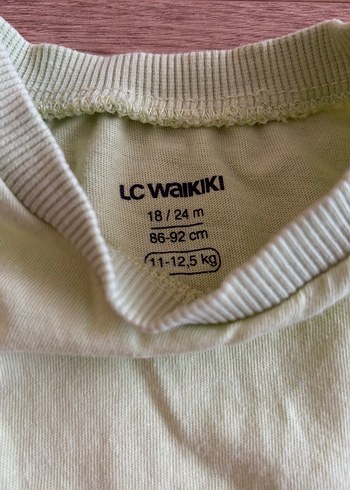 LC WAIKIKI
18 / 24 m
86-92 cm
11-12,5 kg